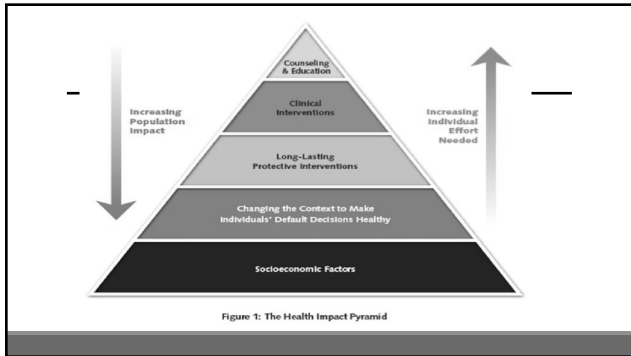 Counseling
& Education
Increasing
Population
Impact
Clinical
Interventions
Increasing
Individual
Effort
Needed
Long-Lasting
Protective Interventions
Changing the Context to Make
Individuals' Default Decisions Healthy
Socioeconomic Factors
Figure 1: The Health Impact Pyramid